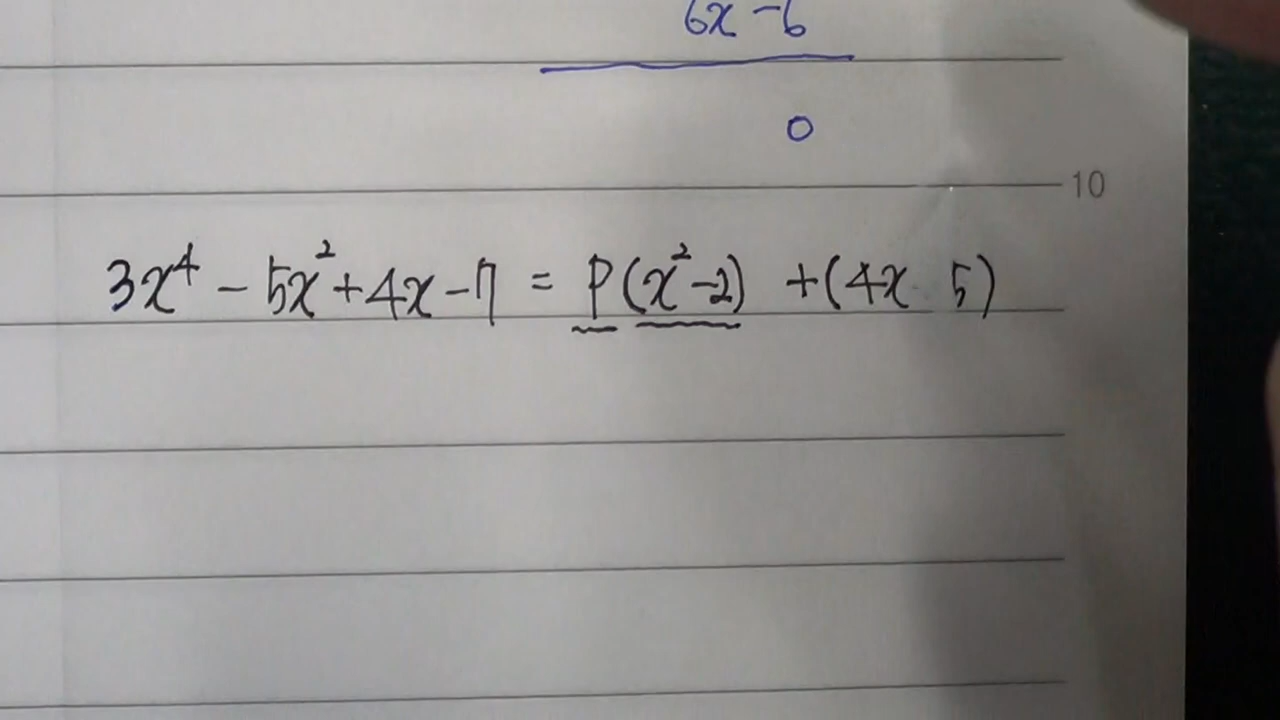 6x - 6
0
10
3x⁴ - 5x² + 4x - 7 = P(x² - 2) + (4x 5)